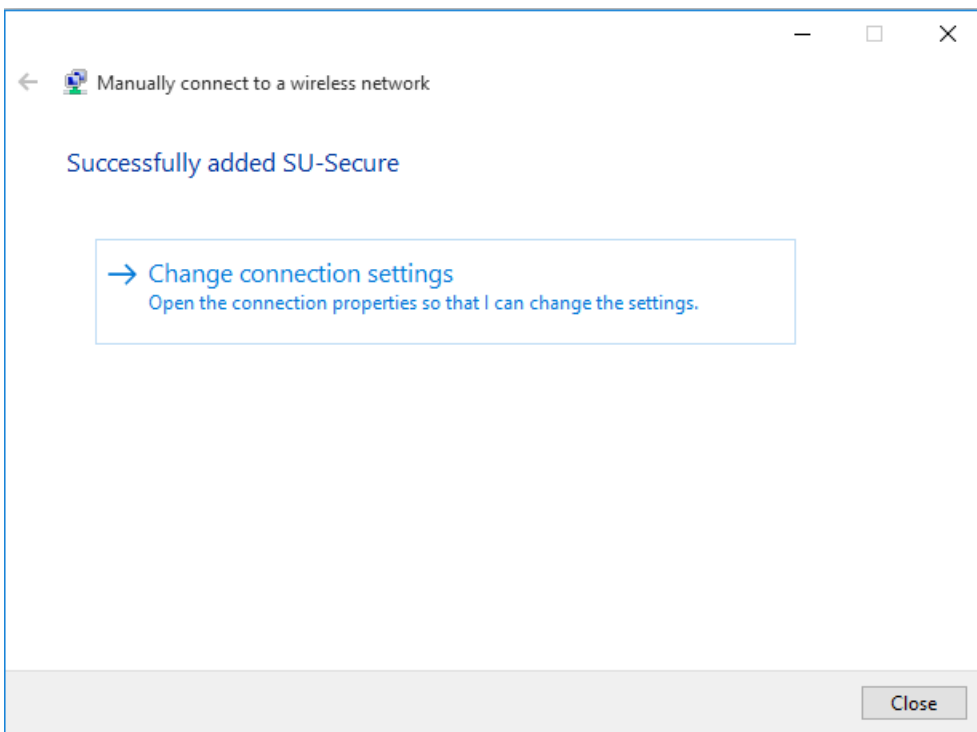 Manually connect to a wireless network
Successfully added SU-Secure
Change connection settings
Open the connection properties so that I can change the settings.
Close